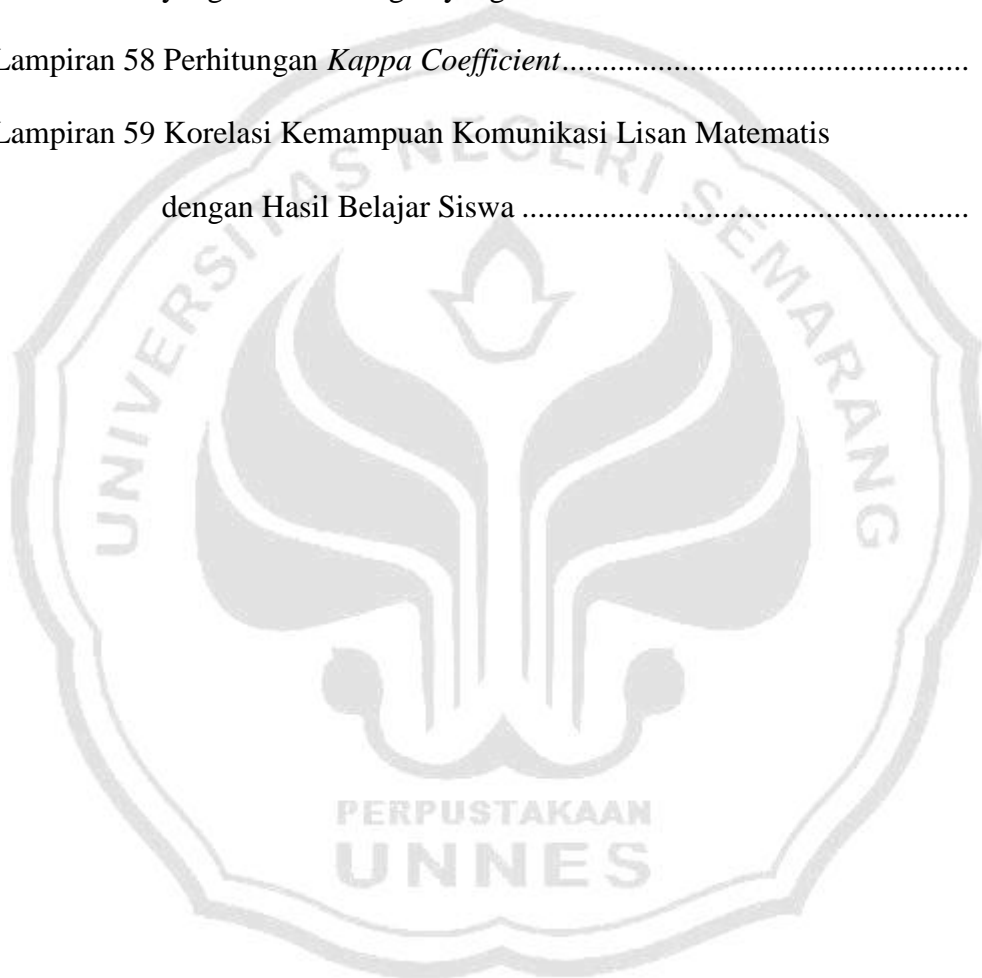 Lampiran 58 Perhitungan Kappa Coefficient...................................................
Lampiran 59 Korelasi Kemampuan Komunikasi Lisan Matematis
dengan Hasil Belajar Siswa ........................................................
UNIVERSITAS NEGERI SEMARANG
PERPUSTAKAAN
UNNES